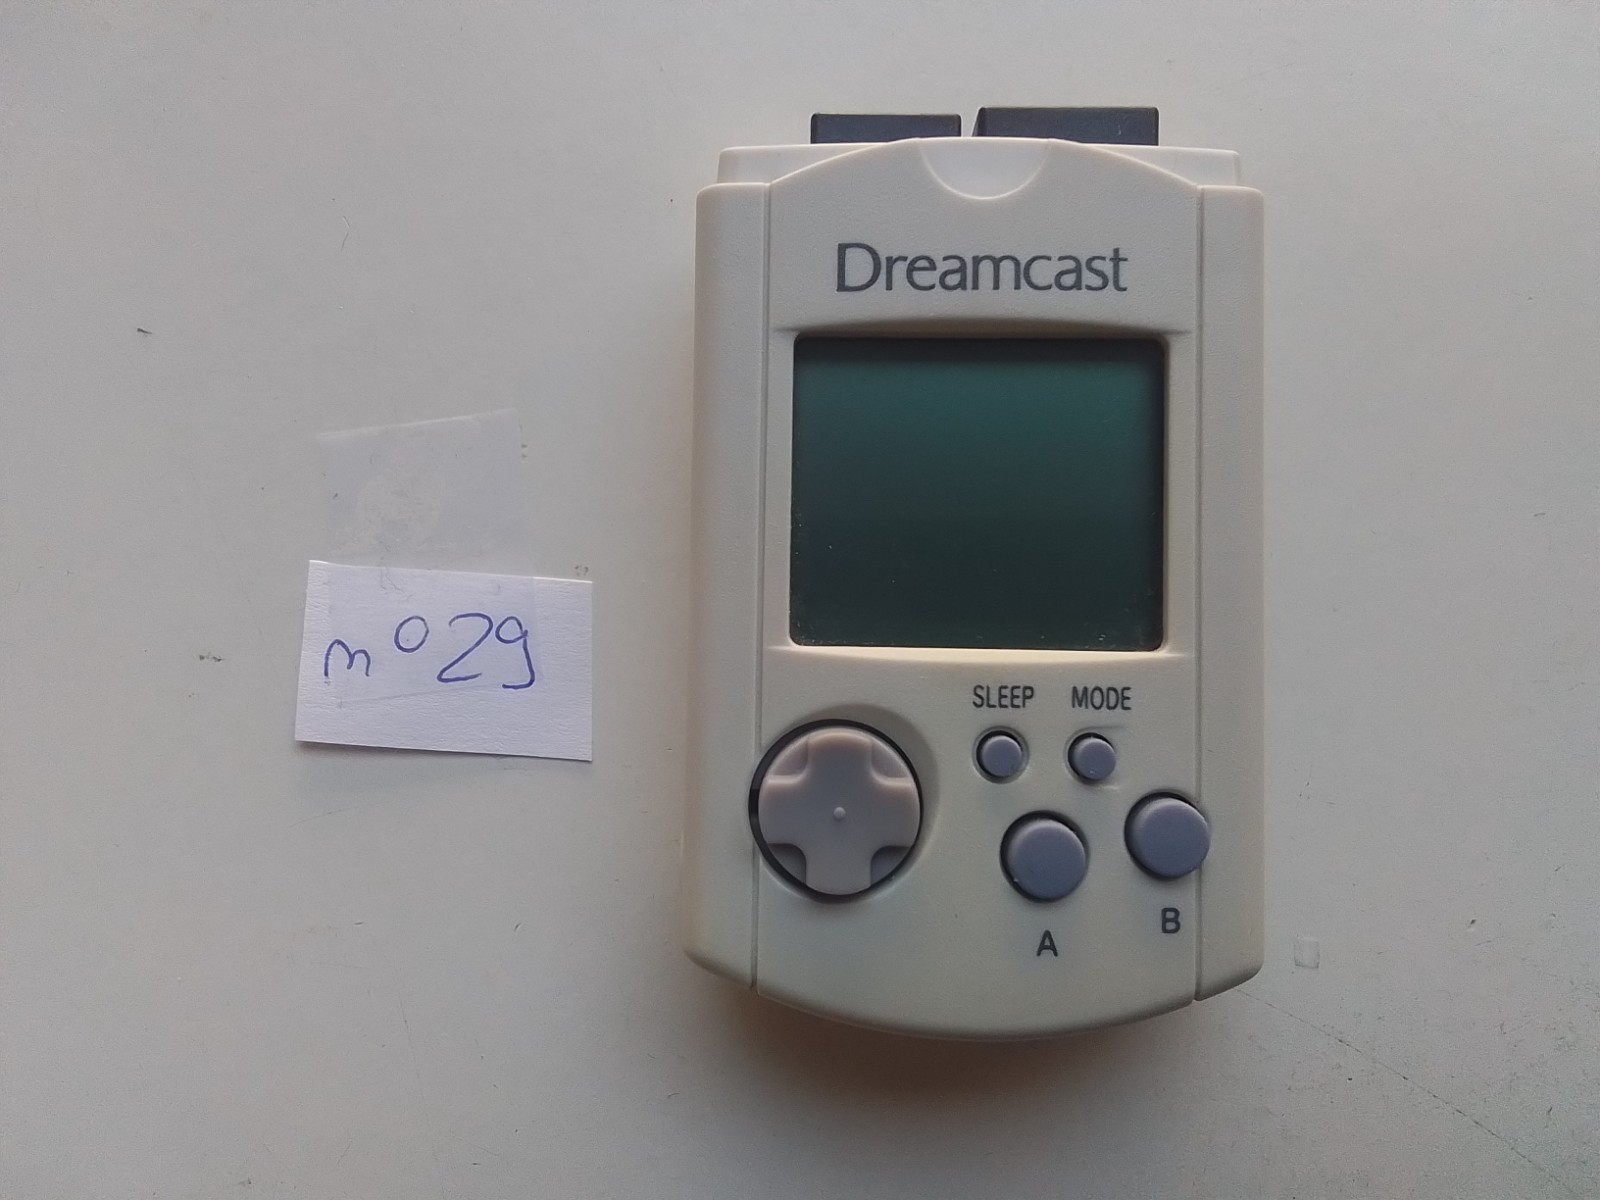 Dreamcast
n° 29
SLEEP MODE
A
B